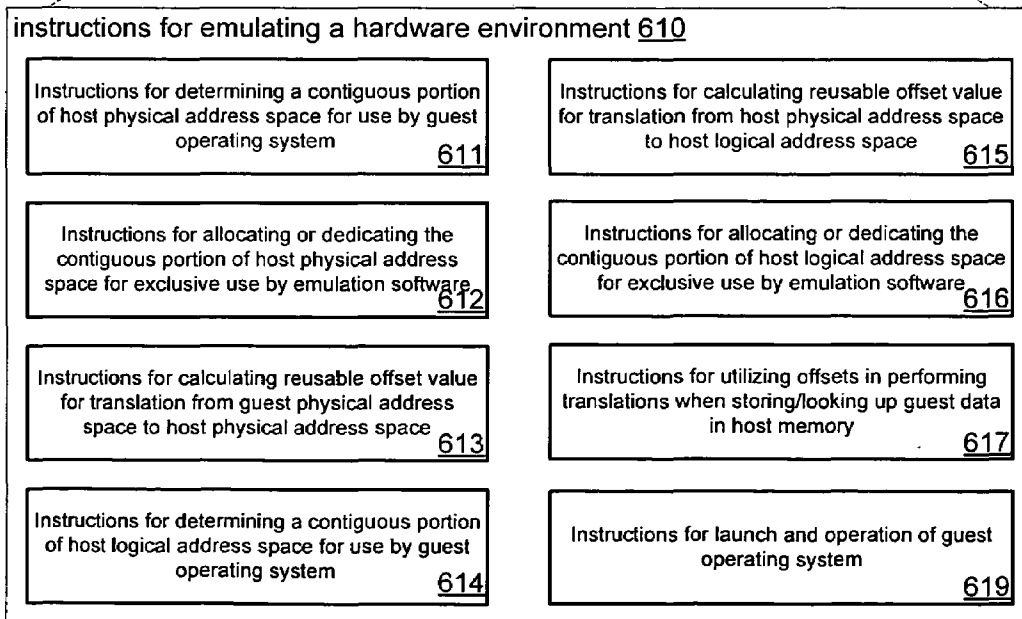 instructions for emulating a hardware environment 610
Instructions for determining a contiguous portion
of host physical address space for use by guest
operating system
611
Instructions for allocating or dedicating the
contiguous portion of host physical address
space for exclusive use by emulation software
612
Instructions for calculating reusable offset value
for translation from guest physical address
space to host physical address space
613
Instructions for determining a contiguous portion
of host logical address space for use by guest
operating system
614
Instructions for calculating reusable offset value
for translation from host physical address space
to host logical address space
615
Instructions for allocating or dedicating the
contiguous portion of host logical address space
for exclusive use by emulation software
616
Instructions for utilizing offsets in performing
translations when storing/looking up guest data
in host memory
617
Instructions for launch and operation of guest
operating system
619